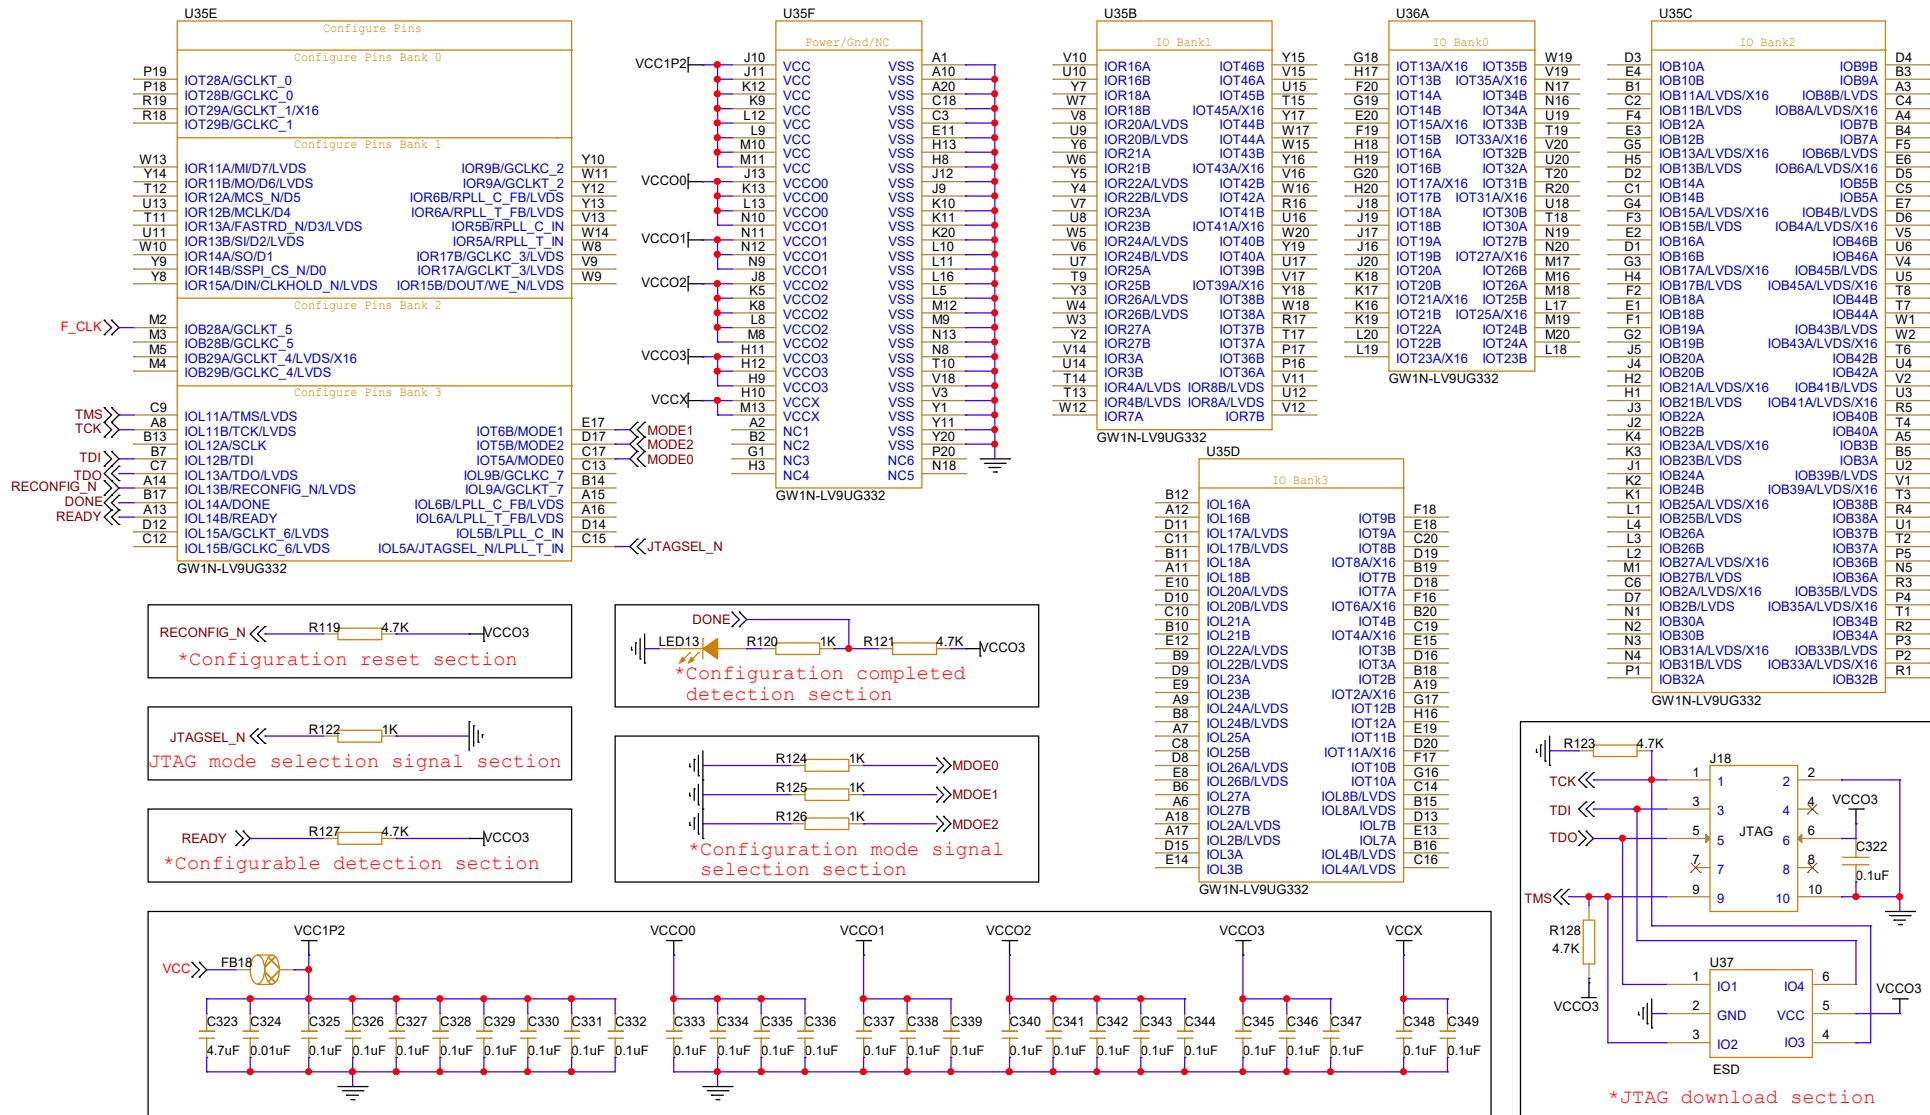 U35E
Configure Pins
Configure Pins Bank 0
P19 IOT28A/GCLKT_0
P18 IOT28B/GCLKC_0
R19 IOT29A/GCLKT_1/X16
R18 IOT29B/GCLKC_1
Configure Pins Bank 1
W13 IOR11A/MI/D7/LVDS IOR9B/GCLKC_2 Y10
Y14 IOR11B/MO/D6/LVDS IOR9A/GCLKT_2 W11
T12 IOR12A/MCS_N/D5 IOR6B/RPLL_C_FB/LVDS Y12
U13 IOR12B/MCLK/D4 IOR6A/RPLL_T_FB/LVDS Y13
T11 IOR13A/FASTRD_N/D3/LVDS IOR5B/RPLL_C_IN V13
U11 IOR13B/SI/D2/LVDS IOR5A/RPLL_T_IN W14
W10 IOR14A/SO/D1 IOR17B/GCLKC_3/LVDS W8
Y9 IOR14B/SSPI_CS_N/D0 IOR17A/GCLKT_3/LVDS V9
Y8 IOR15A/DIN/CLKHOLD_N/LVDS IOR15B/DOUT/WE_N/LVDS W9
Configure Pins Bank 2
F_CLK M2 IOB28A/GCLKT_5
M3 IOB28B/GCLKC_5
M5 IOB29A/GCLKT_4/LVDS/X16
M4 IOB29B/GCLKC_4/LVDS
Configure Pins Bank 3
TMS C9 IOL11A/TMS/LVDS
TCK A8 IOL11B/TCK/LVDS IOT6B/MODE1 E17 MODE1
B13 IOL12A/SCLK IOT5B/MODE2 D17 MODE2
TDI B7 IOL12B/TDI IOT5A/MODE0 C17 MODE0
TDO C7 IOL13A/TDO/LVDS IOL9B/GCLKC_7 C13
RECONFIG_N A14 IOL13B/RECONFIG_N/LVDS IOL9A/GCLKT_7 B14
DONE B17 IOL14A/DONE IOL6B/LPLL_C_FB/LVDS A15
READY A13 IOL14B/READY IOL6A/LPLL_T_FB/LVDS A16
D12 IOL15A/GCLKT_6/LVDS IOL5B/LPLL_C_IN D14
C12 IOL15B/GCLKC_6/LVDS IOL5A/JTAGSEL_N/LPLL_T_IN C15 JTAGSEL_N
GW1N-LV9UG332
U35F
Power/Gnd/NC
VCC1P2 J10 VCC VSS A1
J11 VCC VSS A10
K12 VCC VSS A20
K9 VCC VSS C18
L12 VCC VSS C3
L9 VCC VSS E11
M10 VCC VSS H13
M11 VCC VSS H8
VCCO0 J13 VCCO0 VSS J12
K13 VCCO0 VSS J9
L13 VCCO0 VSS K10
N10 VCCO1 VSS K11
VCCO1 N11 VCCO1 VSS K20
N12 VCCO1 VSS L10
N9 VCCO1 VSS L11
VCCO2 J8 VCCO2 VSS L16
K5 VCCO2 VSS L5
K8 VCCO2 VSS M12
L8 VCCO2 VSS M9
M8 VCCO2 VSS N13
VCCO3 H11 VCCO3 VSS N8
H12 VCCO3 VSS T10
H9 VCCO3 VSS V18
VCCX H10 VCCX VSS V3
M13 VCCX VSS Y1
A2 NC1 VSS Y11
B2 NC2 VSS Y20
G1 NC3 NC6 P20
H3 NC4 NC5 N18
GW1N-LV9UG332
U35B
IO Bank1
V10 IOR16A IOT46B Y15
U10 IOR16B IOT46A V15
Y7 IOR18A IOT45B U15
W7 IOR18B IOT45A/X16 T15
V8 IOR20A/LVDS IOT44B Y17
U9 IOR20B/LVDS IOT44A W17
Y6 IOR21A IOT43B W15
W6 IOR21B IOT43A/X16 Y16
Y5 IOR22A/LVDS IOT42B V16
Y4 IOR22B/LVDS IOT42A W16
V7 IOR23A IOT41B R16
U8 IOR23B IOT41A/X16 U16
W5 IOR24A/LVDS IOT40B W20
V6 IOR24B/LVDS IOT40A Y19
U7 IOR25A IOT39B U17
T9 IOR25B IOT39A/X16 V17
Y3 IOR26A/LVDS IOT38B Y18
W4 IOR26B/LVDS IOT38A W18
W3 IOR27A IOT37B R17
Y2 IOR27B IOT37A T17
V14 IOR3A IOT36B P17
U14 IOR3B IOT36A P16
T14 IOR4A/LVDS IOR8B/LVDS V11
T13 IOR4B/LVDS IOR8A/LVDS U12
W12 IOR7A IOR7B V12
GW1N-LV9UG332
U36A
IO Bank0
G18 IOT13A/X16 IOT35B W19
H17 IOT13B IOT35A/X16 V19
F20 IOT14A IOT34B N17
G19 IOT14B IOT34A N16
E20 IOT15A/X16 IOT33B U19
F19 IOT15B IOT33A/X16 T19
H18 IOT16A IOT32B V20
H19 IOT16B IOT32A U20
G20 IOT17A/X16 IOT31B T20
H20 IOT17B IOT31A/X16 R20
J18 IOT18A IOT30B U18
J19 IOT18B IOT30A T18
J17 IOT19A IOT27B N19
J16 IOT19B IOT27A/X16 N20
J20 IOT20A IOT26B M17
K18 IOT20B IOT26A M16
K17 IOT21A/X16 IOT25B M18
K16 IOT21B IOT25A/X16 L17
K19 IOT22A IOT24B M19
L20 IOT22B IOT24A M20
L19 IOT23A/X16 IOT23B L18
GW1N-LV9UG332
U35C
IO Bank2
D3 IOB10A IOB9B D4
E4 IOB10B IOB9A B3
B1 IOB11A/LVDS/X16 IOB8B/LVDS A3
C2 IOB11B/LVDS IOB8A/LVDS/X16 C4
F4 IOB12A IOB7B A4
E3 IOB12B IOB7A B4
G5 IOB13A/LVDS/X16 IOB6B/LVDS F5
H5 IOB13B/LVDS IOB6A/LVDS/X16 E6
D2 IOB14A IOB5B D5
C1 IOB14B IOB5A C5
G4 IOB15A/LVDS/X16 IOB4B/LVDS E7
F3 IOB15B/LVDS IOB4A/LVDS/X16 D6
E2 IOB16A IOB46B V5
D1 IOB16B IOB46A U6
G3 IOB17A/LVDS/X16 IOB45B/LVDS V4
H4 IOB17B/LVDS IOB45A/LVDS/X16 U5
F2 IOB18A IOB44B T8
E1 IOB18B IOB44A T7
F1 IOB19A IOB43B/LVDS W1
G2 IOB19B IOB43A/LVDS/X16 W2
J5 IOB20A IOB42B T6
J4 IOB20B IOB42A U4
H2 IOB21A/LVDS/X16 IOB41B/LVDS V2
H1 IOB21B/LVDS IOB41A/LVDS/X16 U3
J3 IOB22A IOB40B R5
J2 IOB22B IOB40A T4
K4 IOB23A/LVDS/X16 IOB3B A5
K3 IOB23B/LVDS IOB3A B5
J1 IOB24A IOB39B/LVDS U2
K2 IOB24B IOB39A/LVDS/X16 V1
K1 IOB25A/LVDS/X16 IOB38B T3
L1 IOB25B/LVDS IOB38A R4
L4 IOB26A IOB37B U1
L3 IOB26B IOB37A T2
L2 IOB27A/LVDS/X16 IOB36B P5
M1 IOB27B/LVDS IOB36A N5
C6 IOB2A/LVDS/X16 IOB35B/LVDS R3
D7 IOB2B/LVDS IOB35A/LVDS/X16 P4
N1 IOB30A IOB34B T1
N2 IOB30B IOB34A R2
N3 IOB31A/LVDS/X16 IOB33B/LVDS P3
N4 IOB31B/LVDS IOB33A/LVDS/X16 P2
P1 IOB32A IOB32B R1
GW1N-LV9UG332
U35D
IO Bank3
B12 IOL16A
A12 IOL16B IOT9B F18
D11 IOL17A/LVDS IOT9A E18
C11 IOL17B/LVDS IOT8B C20
B11 IOL18A IOT8A/X16 D19
A11 IOL18B IOT7B B19
E10 IOL20A/LVDS IOT7A D18
D10 IOL20B/LVDS IOT6A/X16 F16
C10 IOL21A IOT4B B20
B10 IOL21B IOT4A/X16 C19
E12 IOL22A/LVDS IOT3B E15
B9 IOL22B/LVDS IOT3A D16
D9 IOL23A IOT2B B18
E9 IOL23B IOT2A/X16 A19
A9 IOL24A/LVDS IOT12B G17
B8 IOL24B/LVDS IOT12A H16
A7 IOL25A IOT11B E19
C8 IOL25B IOT11A/X16 D20
D8 IOL26A/LVDS IOT10B F17
E8 IOL26B/LVDS IOT10A G16
B6 IOL27A IOL8B/LVDS C14
A6 IOL27B IOL8A/LVDS B15
A18 IOL2A/LVDS IOL7B D13
A17 IOL2B/LVDS IOL7A E13
D15 IOL3A IOL4B/LVDS B16
E14 IOL3B IOL4A/LVDS C16
GW1N-LV9UG332
RECONFIG_N R119 4.7K VCCO3
*Configuration reset section
JTAGSEL_N R122 1K
JTAG mode selection signal section
READY R127 4.7K VCCO3
*Configurable detection section
DONE
LED13 R120 1K R121 4.7K VCCO3
*Configuration completed
detection section
R124 1K MDOE0
R125 1K MDOE1
R126 1K MDOE2
*Configuration mode signal
selection section
R123 4.7K
J18
TCK 1 1 2 2
TDI 3 3 4 4 VCCO3
TDO 5 5 JTAG 6 6
7 7 8 8 C322 0.1uF
TMS 9 9 10 10
R128 4.7K VCCO3
U37
1 IO1 IO4 6
2 GND VCC 5 VCCO3
3 IO2 IO3 4
ESD
*JTAG download section
VCC1P2 VCCO0 VCCO1 VCCO2 VCCO3 VCCX
VCC FB18
C323 C324 C325 C326 C327 C328 C329 C330 C331 C332 C333 C334 C335 C336 C337 C338 C339 C340 C341 C342 C343 C344 C345 C346 C347 C348 C349
4.7uF 0.01uF 0.1uF 0.1uF 0.1uF 0.1uF 0.1uF 0.1uF 0.1uF 0.1uF 0.1uF 0.1uF 0.1uF 0.1uF 0.1uF 0.1uF 0.1uF 0.1uF 0.1uF 0.1uF 0.1uF 0.1uF 0.1uF 0.1uF 0.1uF 0.1uF 0.1uF